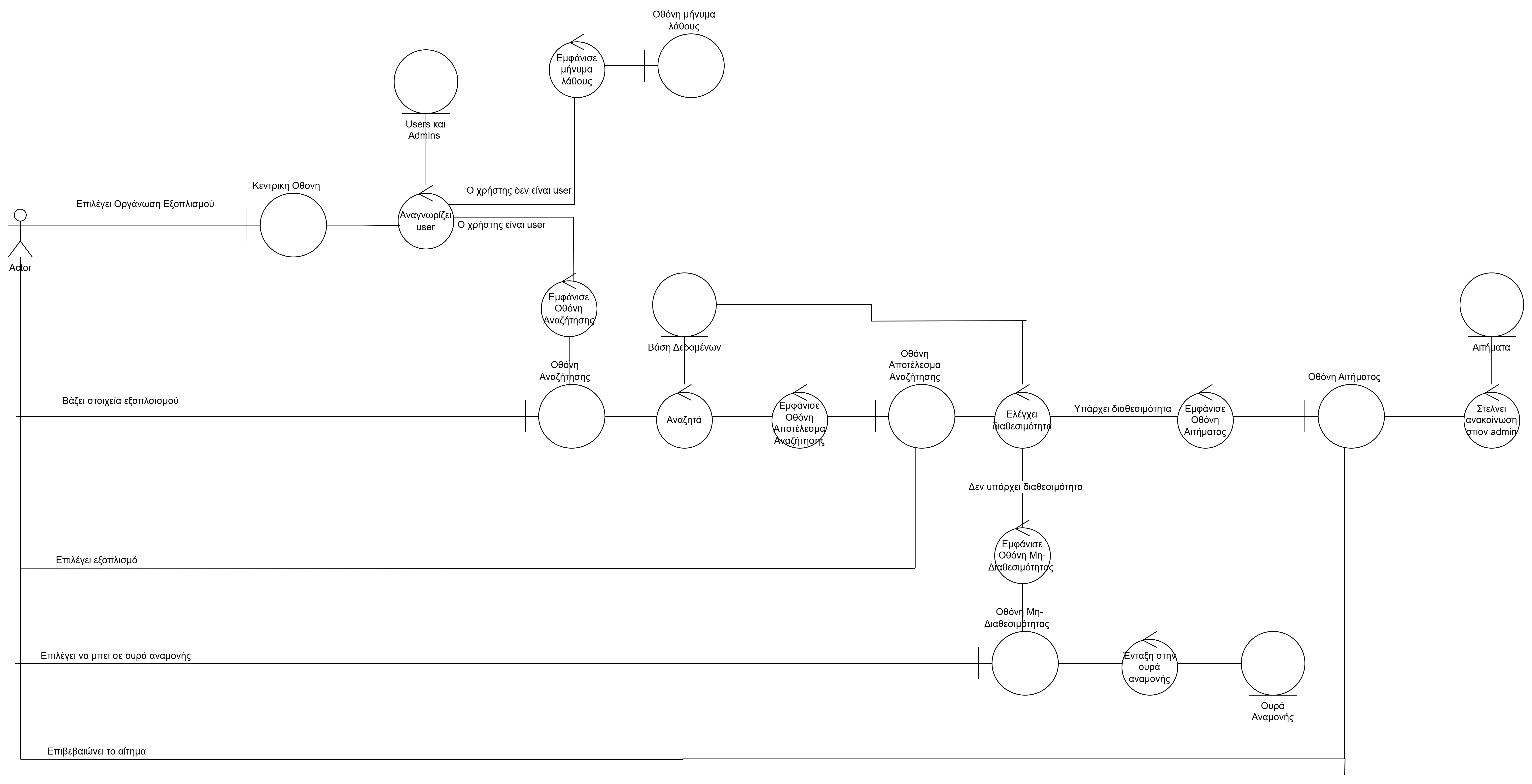 Οθόνη μήνυμα
λάθους
Εμφάνισε
μήνυμα
λάθους
Users και
Admins
Κεντρικη Οθονη
Ο χρήστης δεν είναι user
Επιλέγει Οργάνωση Εξοπλισμού
Αναγνωρίζει
user
Ο χρήστης είναι user
Actor
Εμφάνισε
Οθόνη
Αναζήτησης
Βάση Δεδομένων
Αιτήματα
Οθόνη
Αναζήτησης
Οθόνη
Αποτέλεσμα
Αναζήτησης
Οθόνη Αιτήματος
Βάζει στοιχεία εξοπλοισμού
Αναζητά
Εμφάνισε
Οθόνη
Αποτέλεσμα
Αναζήτησης
Ελέγχει
διαθεσιμότητα
Υπάρχει διαθεσιμότητα
Εμφάνισε
Οθόνη
Αιτήματος
Στελνει
ανακοίνωση
στον admin
Δεν υπάρχει διαθεσιμότητα
Επιλέγει εξοπλισμό
Εμφάνισε
Οθόνη Μη-
Διαθεσιμότητας
Οθόνη Μη-
Διαθεσιμότητας
Επιλέγει να μπει σε ουρά αναμονής
Ένταξη στην
ουρά
αναμονής
Ουρά
Αναμονής
Επιβεβαιώνει το αίτημα